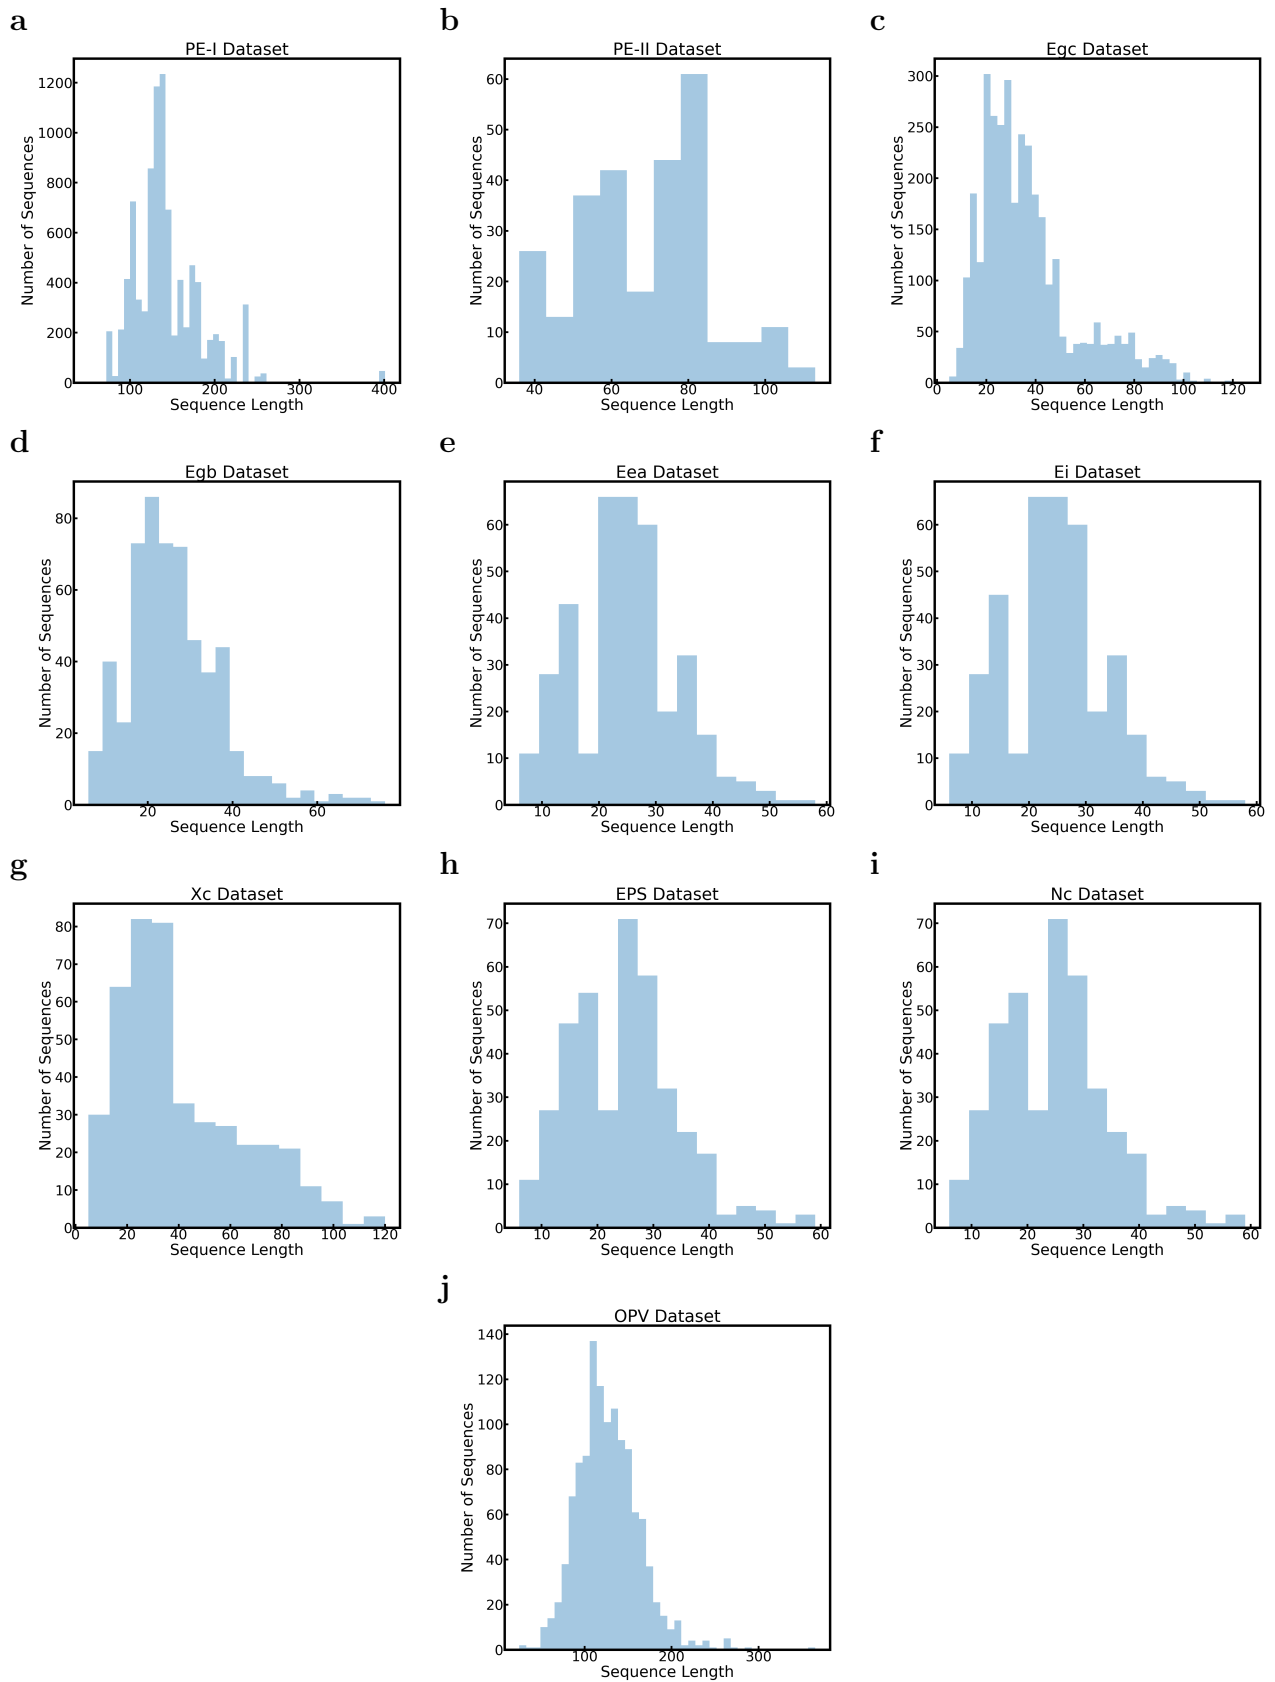 a
PE-I Dataset
Number of Sequences
1200
1000
800
600
400
200
0
100 200 300 400
Sequence Length
b
PE-II Dataset
Number of Sequences
60
50
40
30
20
10
0
40 60 80 100
Sequence Length
c
Egc Dataset
Number of Sequences
300
250
200
150
100
50
0
0 20 40 60 80 100 120
Sequence Length
d
Egb Dataset
Number of Sequences
80
60
40
20
0
20 40 60
Sequence Length
e
Eea Dataset
Number of Sequences
60
50
40
30
20
10
0
10 20 30 40 50 60
Sequence Length
f
Ei Dataset
Number of Sequences
60
50
40
30
20
10
0
10 20 30 40 50 60
Sequence Length
g
Xc Dataset
Number of Sequences
80
70
60
50
40
30
20
10
0
0 20 40 60 80 100 120
Sequence Length
h
EPS Dataset
Number of Sequences
70
60
50
40
30
20
10
0
10 20 30 40 50 60
Sequence Length
i
Nc Dataset
Number of Sequences
70
60
50
40
30
20
10
0
10 20 30 40 50 60
Sequence Length
j
OPV Dataset
Number of Sequences
140
120
100
80
60
40
20
0
100 200 300
Sequence Length